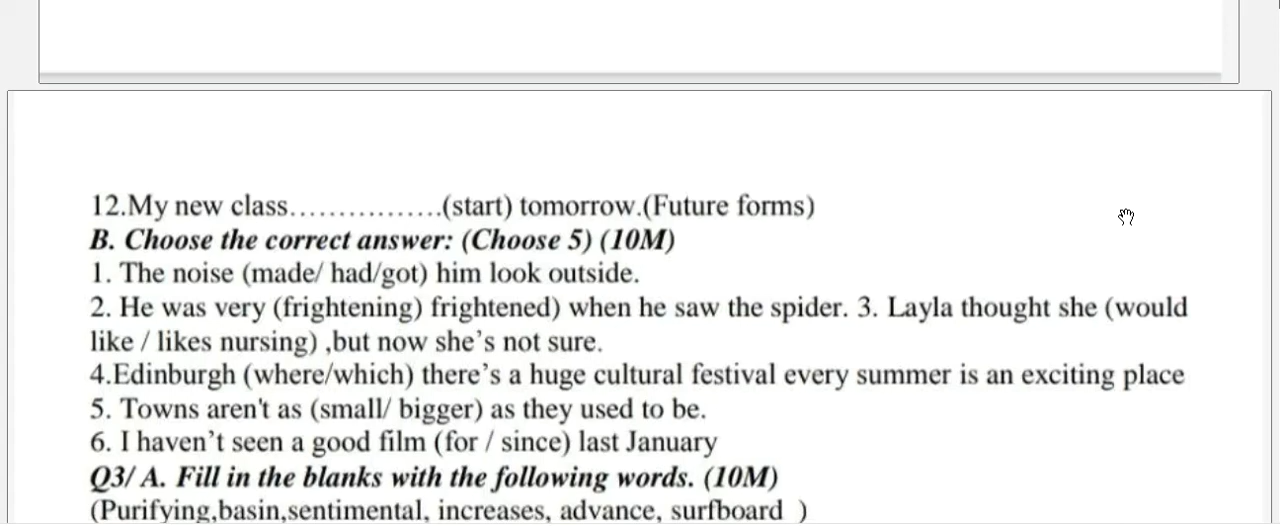 12.My new class................(start) tomorrow.(Future forms)
B. Choose the correct answer: (Choose 5) (10M)
1. The noise (made/ had/got) him look outside.
2. He was very (frightening) frightened) when he saw the spider. 3. Layla thought she (would
like / likes nursing) ,but now she’s not sure.
4.Edinburgh (where/which) there’s a huge cultural festival every summer is an exciting place
5. Towns aren't as (small/ bigger) as they used to be.
6. I haven’t seen a good film (for / since) last January
Q3/ A. Fill in the blanks with the following words. (10M)
(Purifying,basin,sentimental, increases, advance, surfboard )